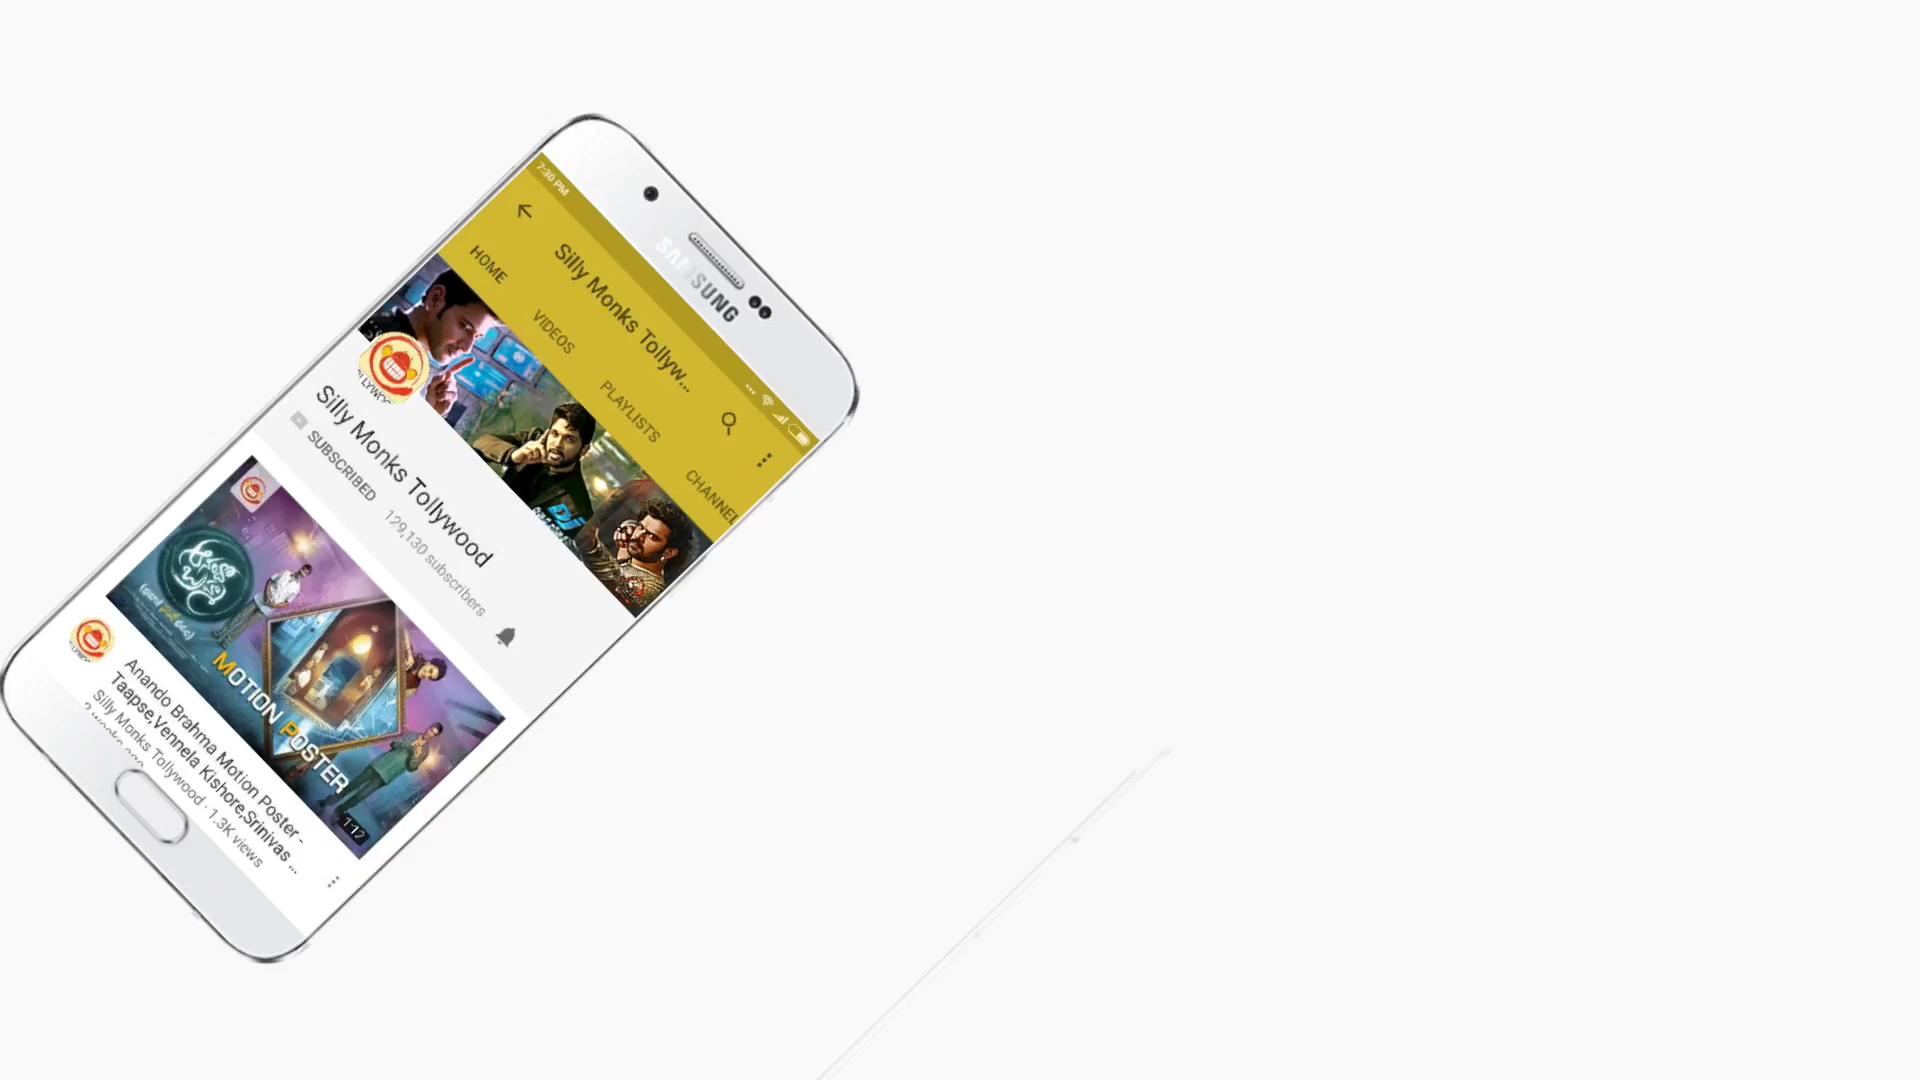 SAMSUNG
7:30 PM
Silly Monks Tollyw...
HOME
VIDEOS
PLAYLISTS
CHANNEL
Silly Monks Tollywood
SUBSCRIBED
129,130 subscribers
DJ
MOTION POSTER
1:12
Anando Brahma Motion Poster -
Taapse,Vennela Kishore,Srinivas ...
Silly Monks Tollywood · 1.3K views